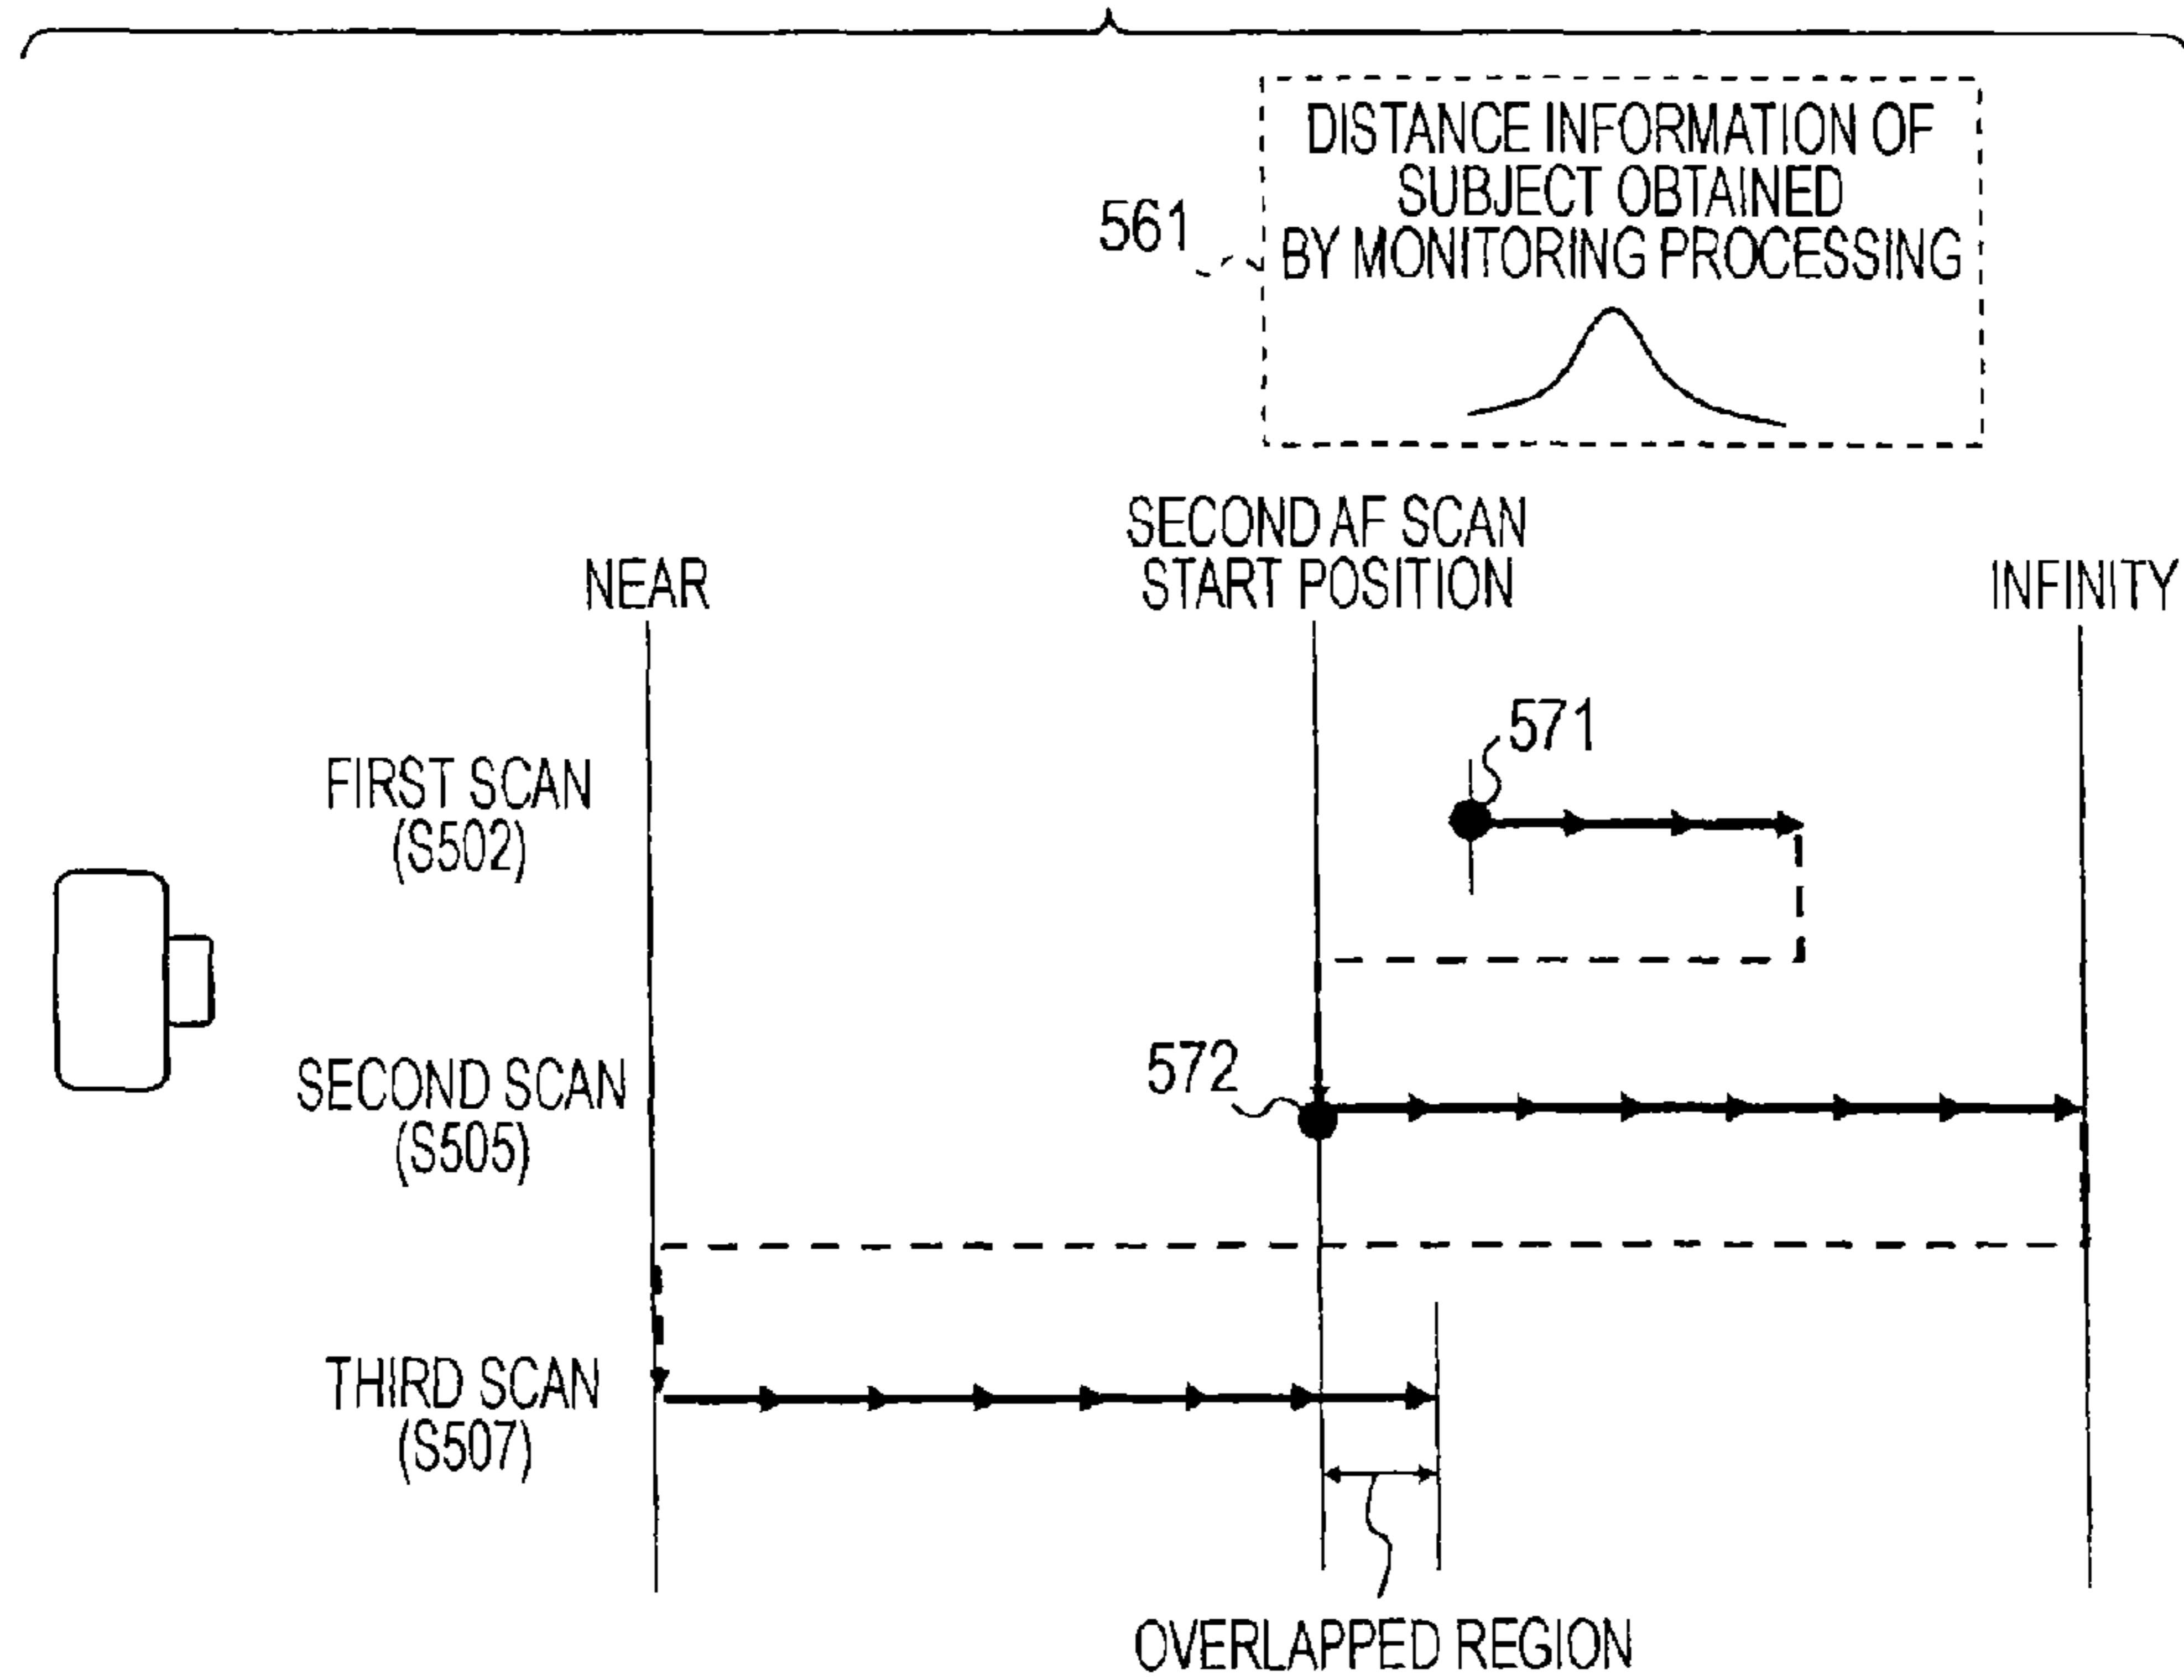 DISTANCE INFORMATION OF
SUBJECT OBTAINED
BY MONITORING PROCESSING
561
SECOND AF SCAN
START POSITION
NEAR
INFINITY
571
FIRST SCAN
(S502)
572
SECOND SCAN
(S505)
THIRD SCAN
(S507)
OVERLAPPED REGION